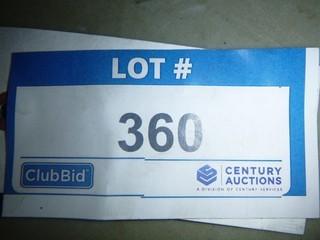 LOT #
360
ClubBid
CENTURY
AUCTIONS
A DIVISION OF CENTURY SERVICES